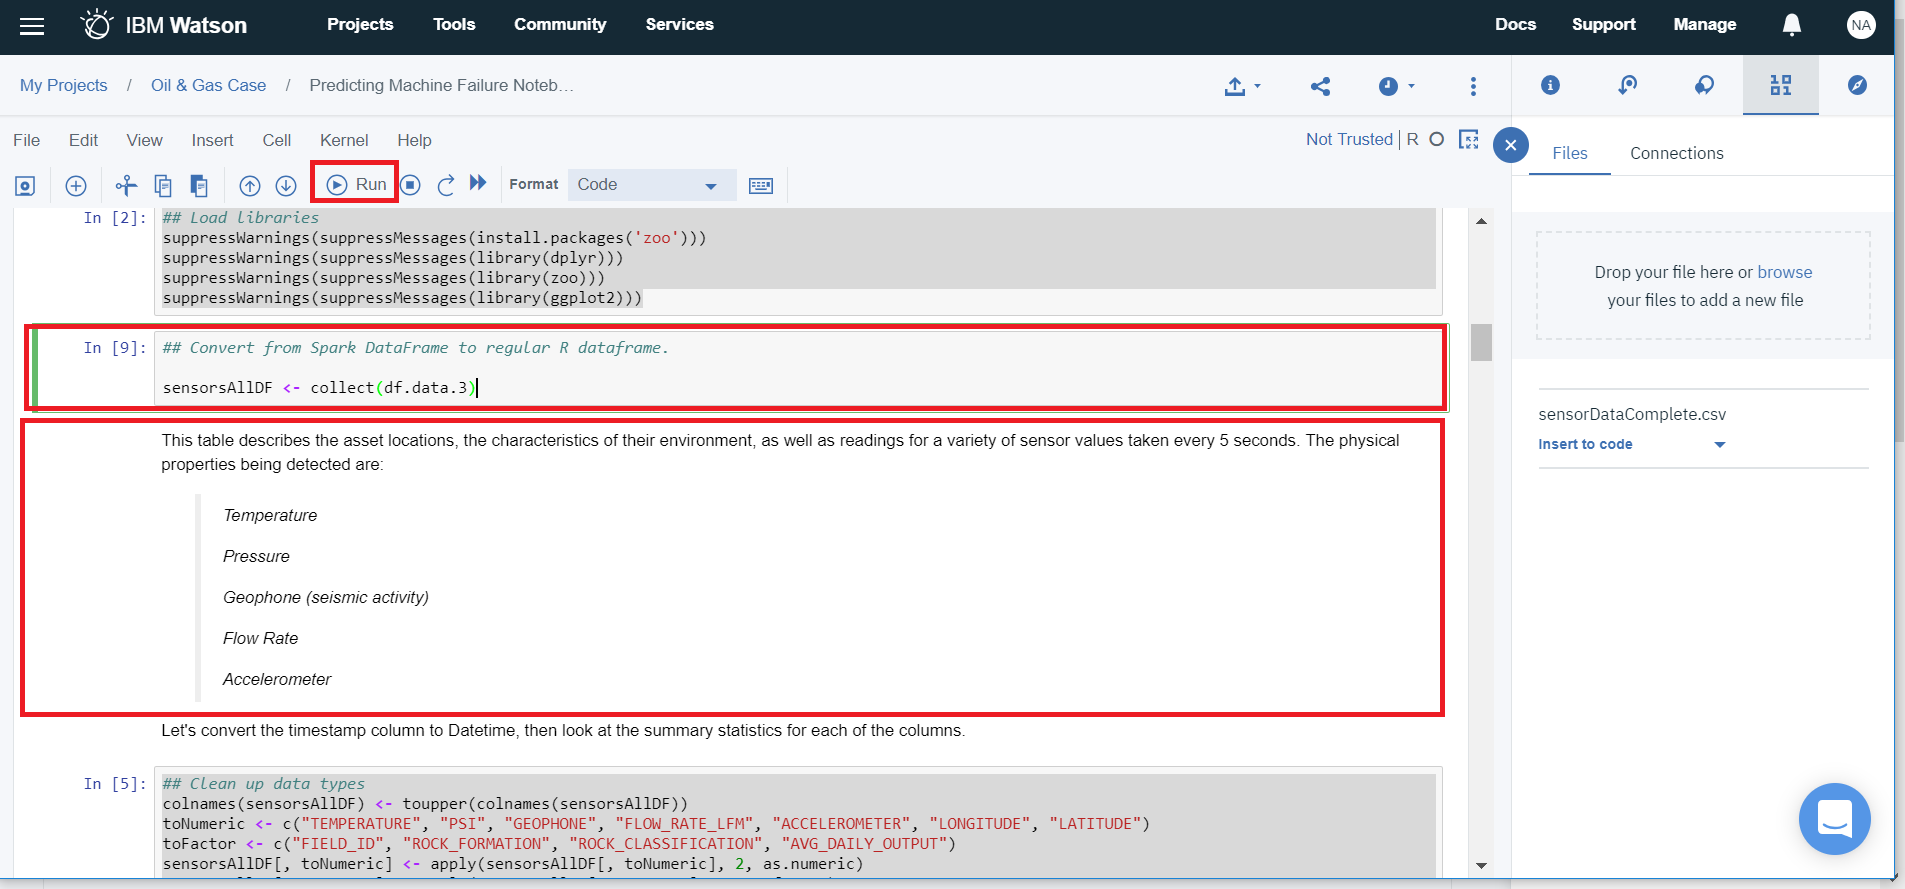 IBM Watson Projects Tools Community Services Docs Support Manage NA
My Projects / Oil & Gas Case / Predicting Machine Failure Noteb...
File Edit View Insert Cell Kernel Help Not Trusted R
Run Format Code
In [2]: ## Load libraries
suppressWarnings(suppressMessages(install.packages('zoo')))
suppressWarnings(suppressMessages(library(dplyr)))
suppressWarnings(suppressMessages(library(zoo)))
suppressWarnings(suppressMessages(library(ggplot2)))
In [9]: ## Convert from Spark DataFrame to regular R dataframe.
sensorsAllDF <- collect(df.data.3)
This table describes the asset locations, the characteristics of their environment, as well as readings for a variety of sensor values taken every 5 seconds. The physical
properties being detected are:
Temperature
Pressure
Geophone (seismic activity)
Flow Rate
Accelerometer
Let's convert the timestamp column to Datetime, then look at the summary statistics for each of the columns.
In [5]: ## Clean up data types
colnames(sensorsAllDF) <- toupper(colnames(sensorsAllDF))
toNumeric <- c("TEMPERATURE", "PSI", "GEOPHONE", "FLOW_RATE_LFM", "ACCELEROMETER", "LONGITUDE", "LATITUDE")
toFactor <- c("FIELD_ID", "ROCK_FORMATION", "ROCK_CLASSIFICATION", "AVG_DAILY_OUTPUT")
sensorsAllDF[, toNumeric] <- apply(sensorsAllDF[, toNumeric], 2, as.numeric)
Files Connections
Drop your file here or browse
your files to add a new file
sensorDataComplete.csv
Insert to code